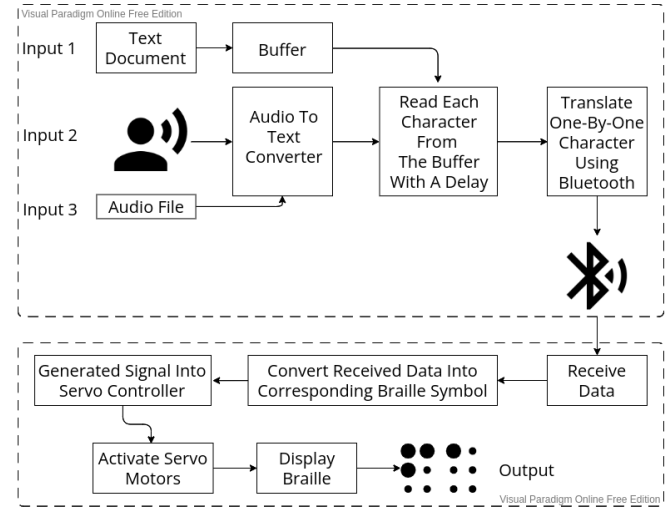 Visual Paradigm Online Free Edition
Input 1
Text
Document
Buffer
Input 2
Audio To
Text
Converter
Read Each
Character
From
The Buffer
With A Delay
Translate
One-By-One
Character
Using
Bluetooth
Input 3
Audio File
Generated Signal Into
Servo Controller
Convert Received Data Into
Corresponding Braille Symbol
Receive
Data
Activate Servo
Motors
Display
Braille
Output
Visual Paradigm Online Free Edition